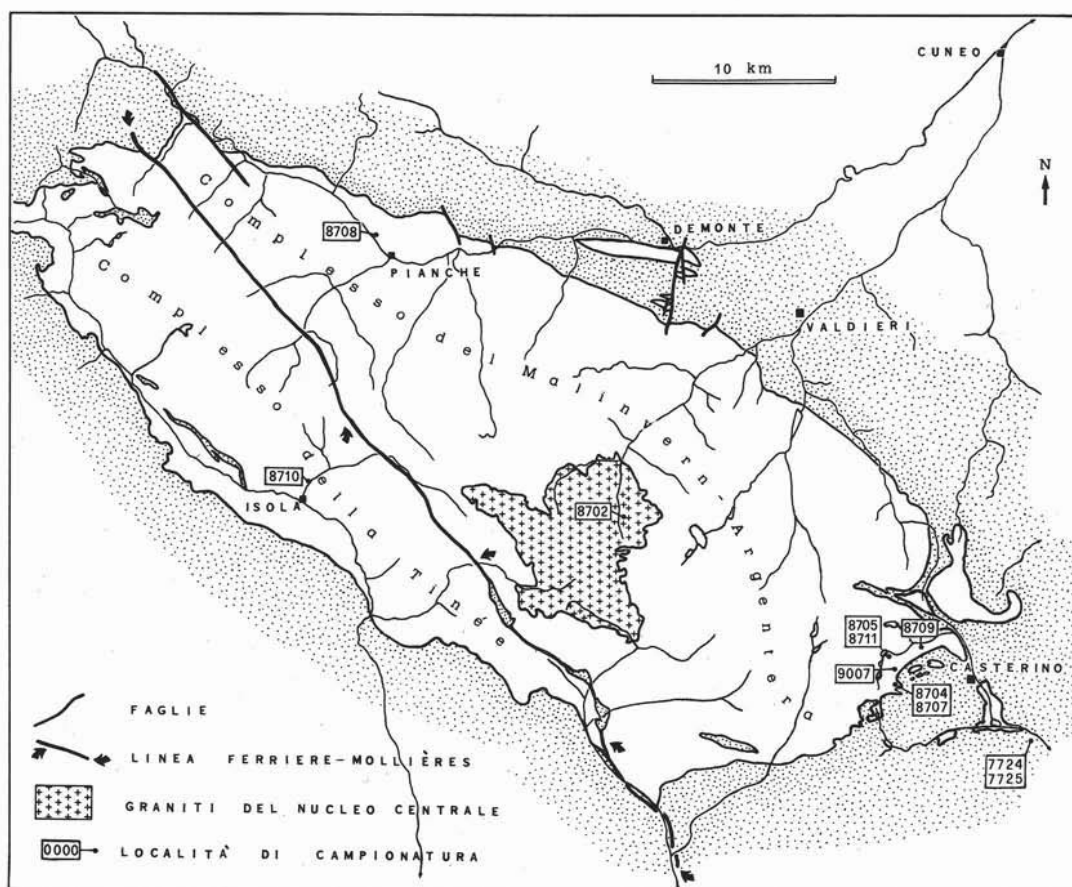 CUNEO
10 km
N
DEMONTE
8708
PIANCHE
VALDIERI
Complesso del Malinvern-Argentera
Complesso della Tinée
8710
ISOLA
8702
8705
8711
8709
9007
CASTERINO
8704
8707
7724
7725
FAGLIE
LINEA FERRIERE-MOLLIÈRES
GRANITI DEL NUCLEO CENTRALE
0000 LOCALITÀ DI CAMPIONATURA